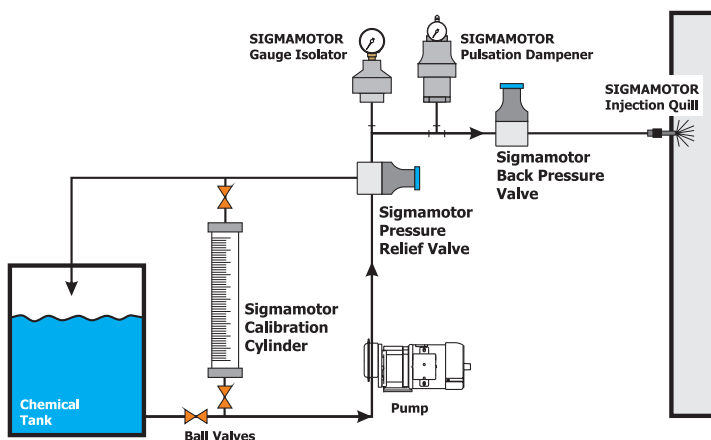 SIGMAMOTOR
Gauge Isolator
SIGMAMOTOR
Pulsation Dampener
SIGMAMOTOR
Injection Quill
Sigmamotor
Back Pressure
Valve
Sigmamotor
Pressure
Relief Valve
Sigmamotor
Calibration
Cylinder
Chemical
Tank
Ball Valves
Pump